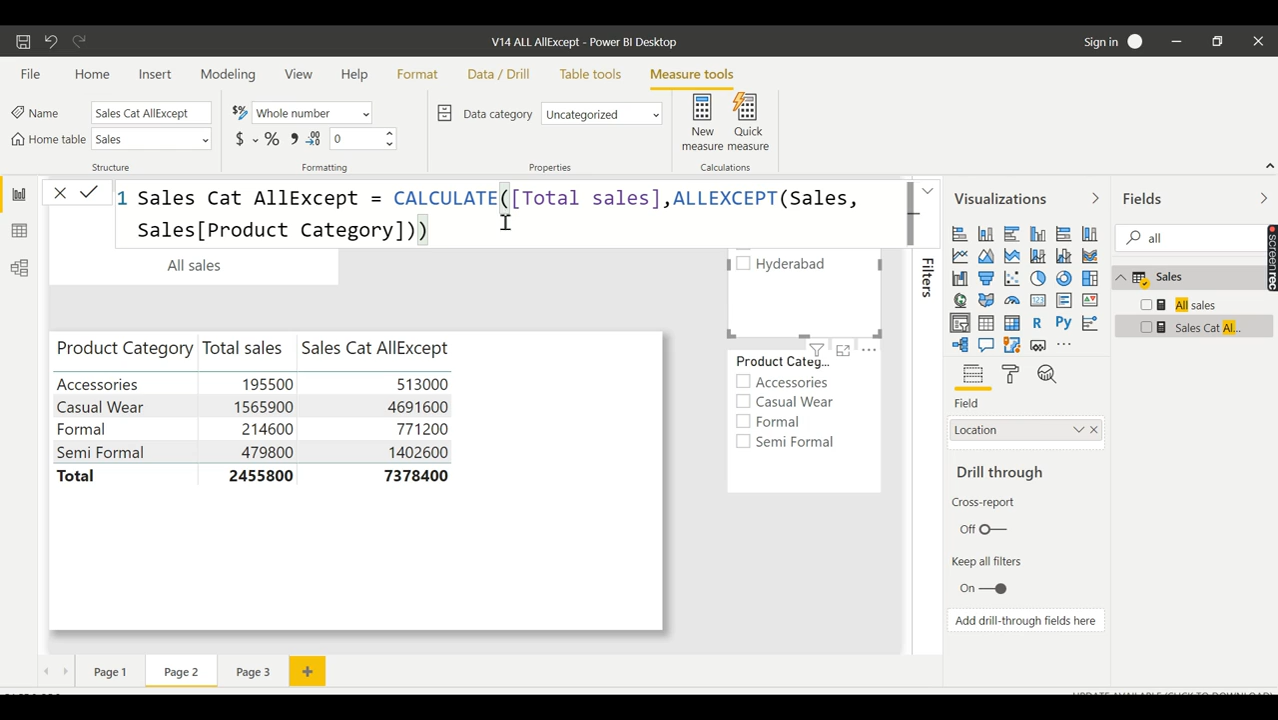 V14 ALL AllExcept - Power BI Desktop
Sign in
File Home Insert Modeling View Help Format Data / Drill Table tools Measure tools
Name Sales Cat AllExcept
Home table Sales
Structure
Whole number
$ % 0
Formatting
Data category Uncategorized
Properties
New measure
Quick measure
Calculations
1 Sales Cat AllExcept = CALCULATE([Total sales],ALLEXCEPT(Sales,
Sales[Product Category]))
All sales
Hyderabad
Filters
Product Category Total sales Sales Cat AllExcept
Accessories 195500 513000
Casual Wear 1565900 4691600
Formal 214600 771200
Semi Formal 479800 1402600
Total 2455800 7378400
Product Categ...
Accessories
Casual Wear
Formal
Semi Formal
Visualizations
R Py
Field
Location
Drill through
Cross-report
Off
Keep all filters
On
Add drill-through fields here
Fields
all
Sales
All sales
Sales Cat Al...
screenrec
Page 1 Page 2 Page 3 +